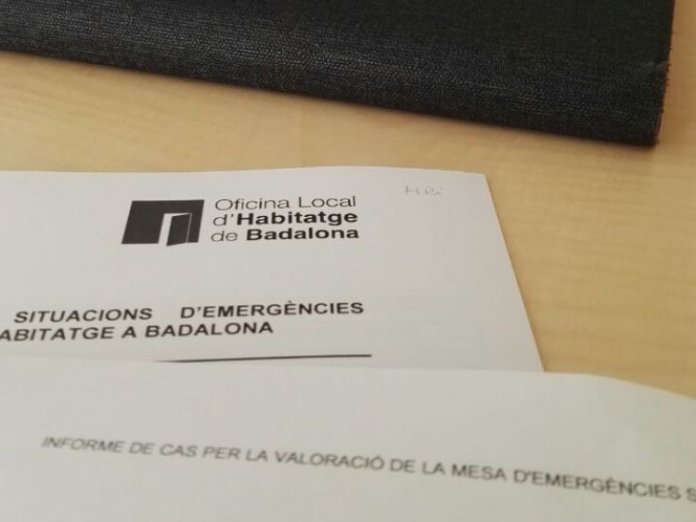 Oficina Local
d'Habitatge
de Badalona
SITUACIONS D'EMERGÈNCIES
ABITATGE A BADALONA
INFORME DE CAS PER LA VALORACIÓ DE LA MESA D'EMERGÈNCIES S